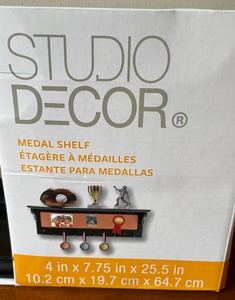 STUDIO
DECOR®
MEDAL SHELF
ÉTAGÈRE À MÉDAILLES
ESTANTE PARA MEDALLAS
4 in x 7.75 in x 25.5 in
10.2 cm x 19.7 cm x 64.7 cm